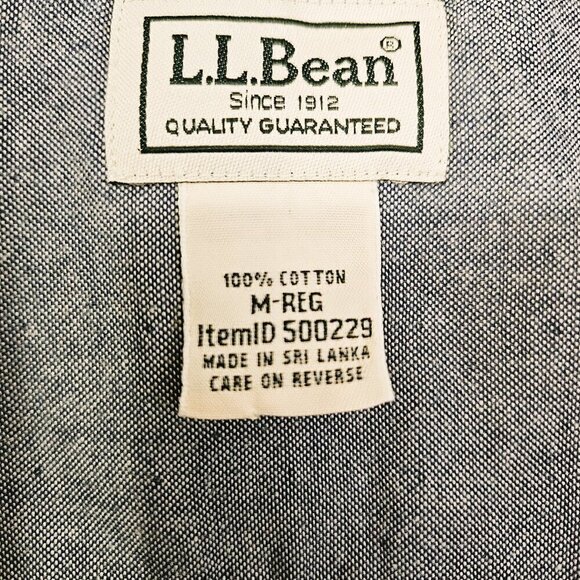 L.L.Bean®
Since 1912
QUALITY GUARANTEED
100% COTTON
M-REG
ItemID 500229
MADE IN SRI LANKA
CARE ON REVERSE